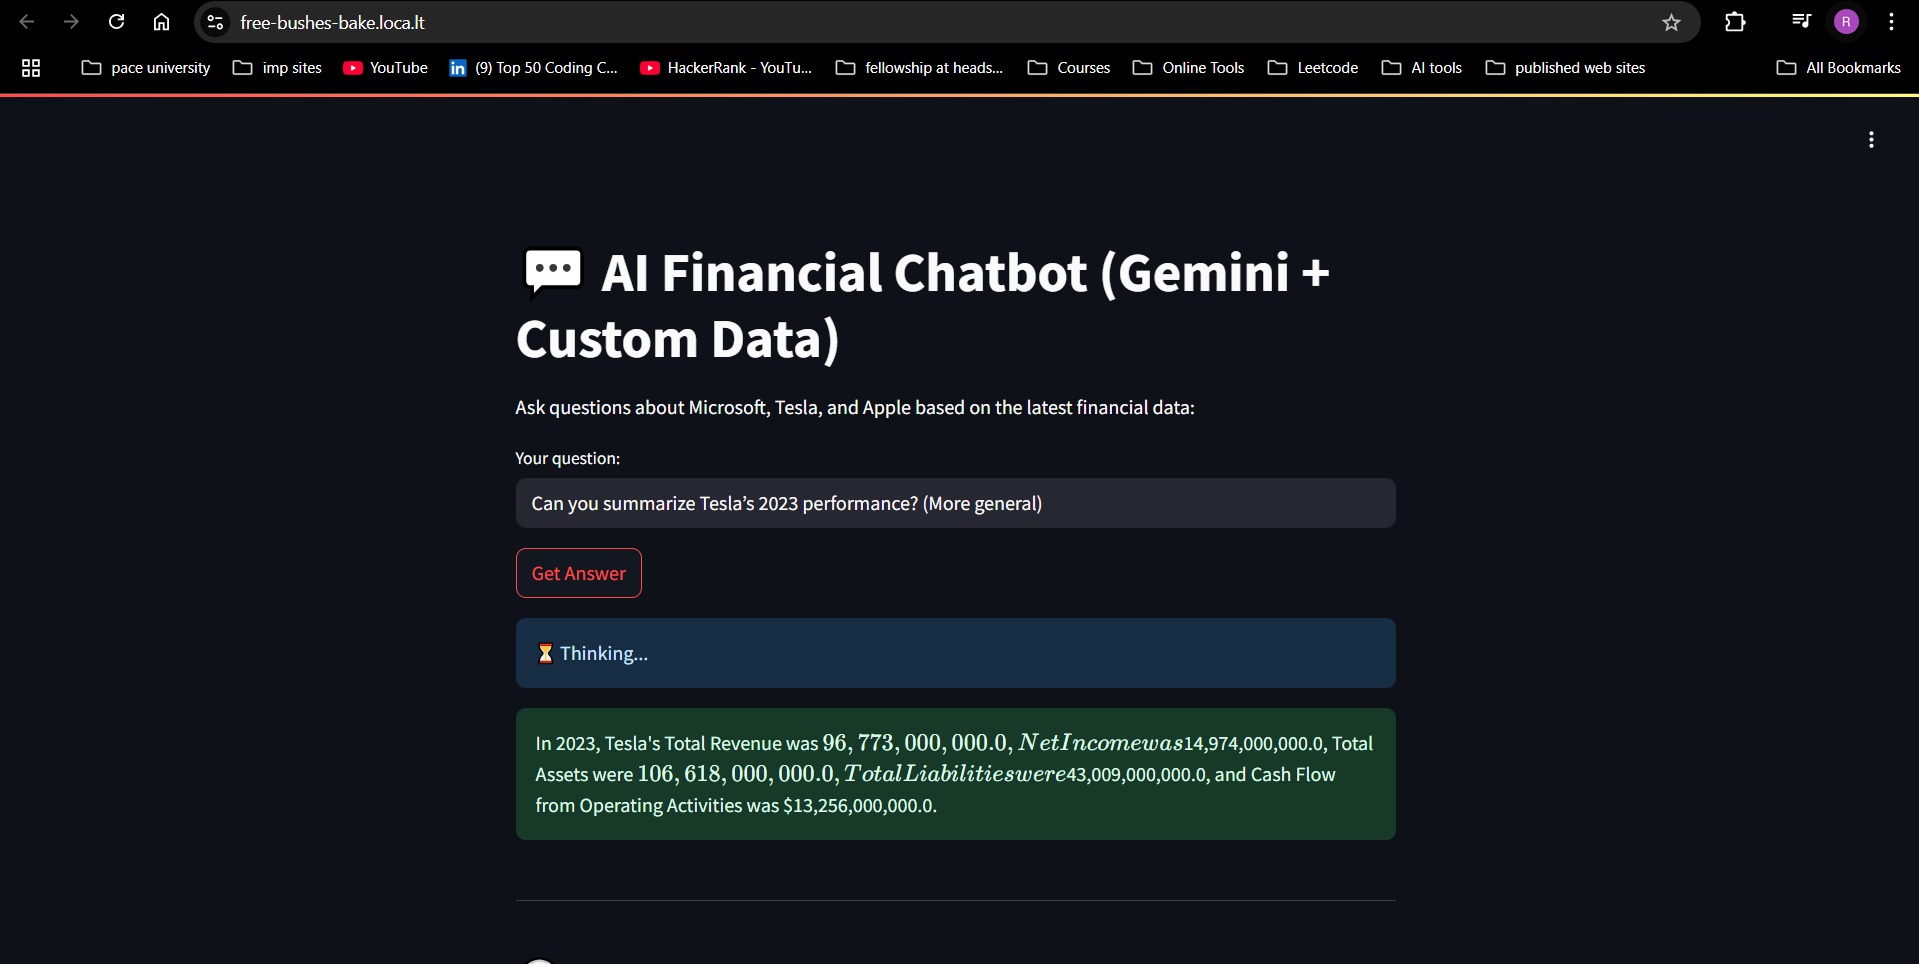 free-bushes-bake.loca.lt
R
pace university
imp sites
YouTube
(9) Top 50 Coding C...
HackerRank - YouTu...
fellowship at heads...
Courses
Online Tools
Leetcode
AI tools
published web sites
All Bookmarks
AI Financial Chatbot (Gemini +
Custom Data)
Ask questions about Microsoft, Tesla, and Apple based on the latest financial data:
Your question:
Can you summarize Tesla’s 2023 performance? (More general)
Get Answer
Thinking...
In 2023, Tesla's Total Revenue was 96,773,000,000.0, NetIncomewas14,974,000,000.0, Total
Assets were 106,618,000,000.0, TotalLiabilitieswere43,009,000,000.0, and Cash Flow
from Operating Activities was $13,256,000,000.0.